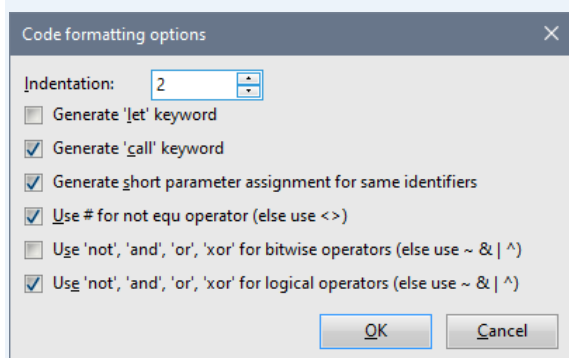 Code formatting options
Indentation: 2
Generate 'let' keyword
Generate 'call' keyword
Generate short parameter assignment for same identifiers
Use # for not equ operator (else use <>)
Use 'not', 'and', 'or', 'xor' for bitwise operators (else use ~ & | ^)
Use 'not', 'and', 'or', 'xor' for logical operators (else use ~ & | ^)
OK Cancel